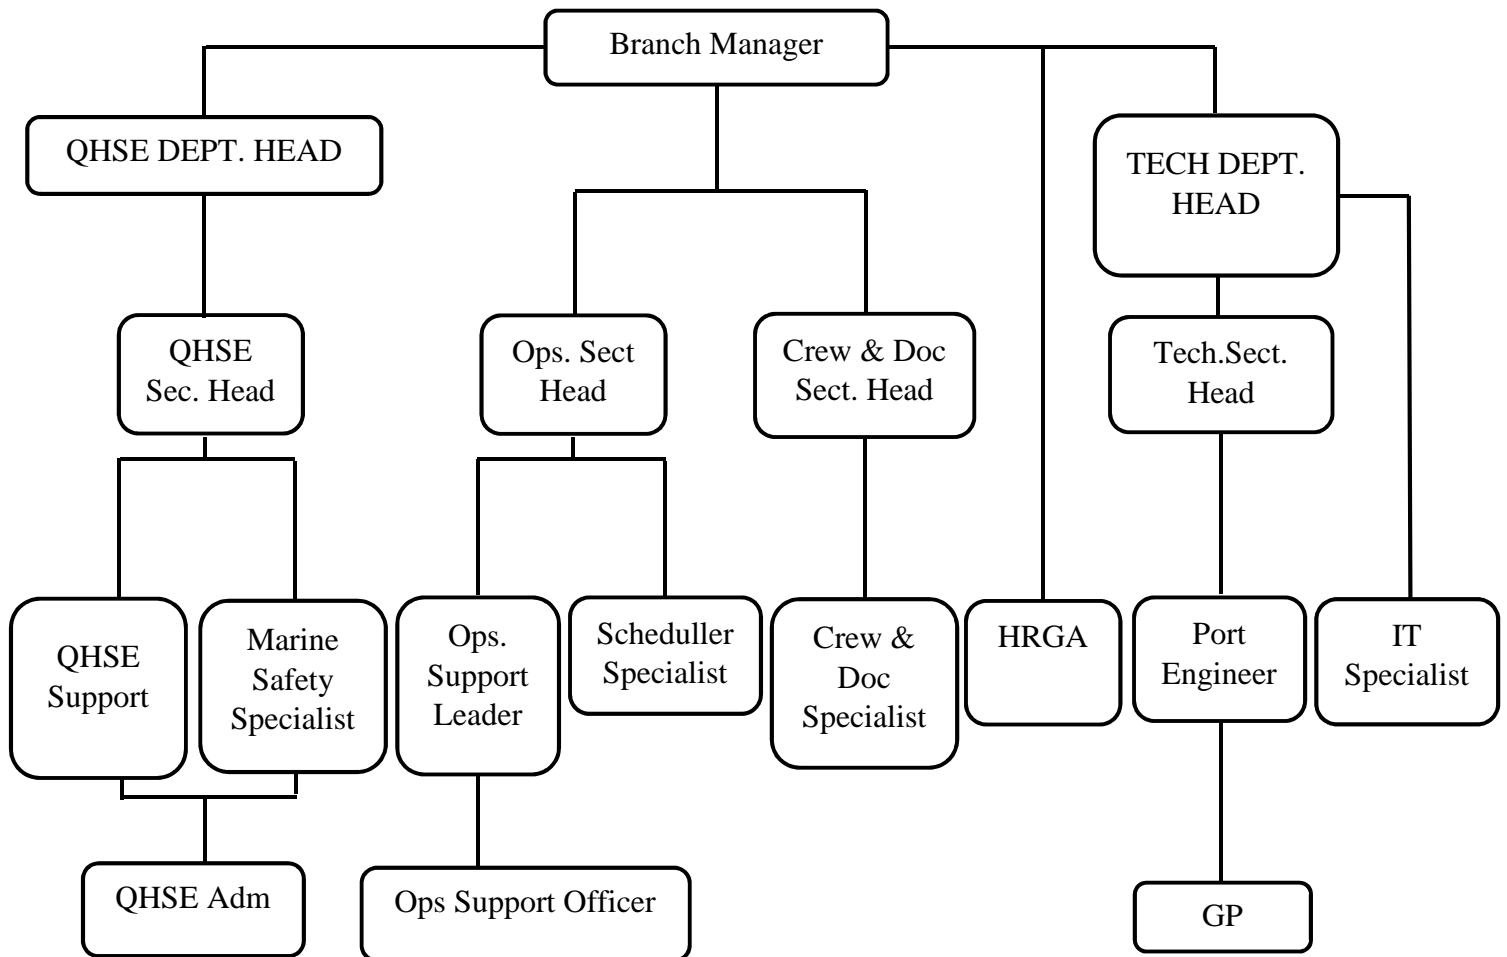 Branch Manager
QHSE DEPT. HEAD
TECH DEPT.
HEAD
QHSE
Sec. Head
Ops. Sect
Head
Crew & Doc
Sect. Head
Tech.Sect.
Head
QHSE
Support
Marine
Safety
Specialist
Ops.
Support
Leader
Scheduller
Specialist
Crew &
Doc
Specialist
HRGA
Port
Engineer
IT
Specialist
QHSE Adm
Ops Support Officer
GP